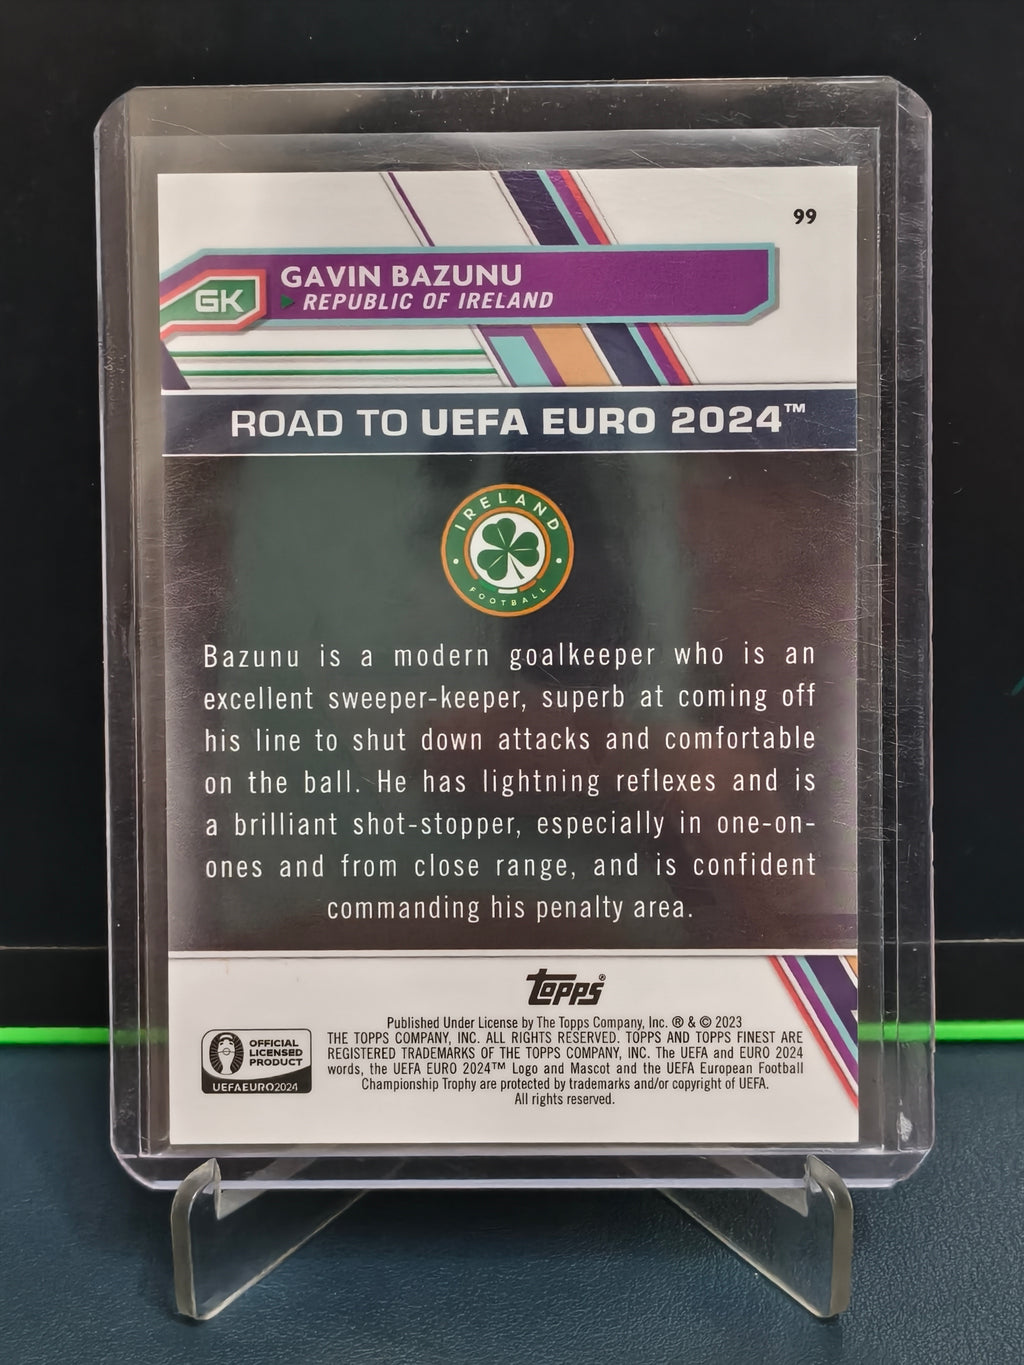 99
GAVIN BAZUNU
GK
REPUBLIC OF IRELAND
ROAD TO UEFA EURO 2024™
IRELAND
FOOTBALL
Bazunu is a modern goalkeeper who is an
excellent sweeper-keeper, superb at coming off
his line to shut down attacks and comfortable
on the ball. He has lightning reflexes and is
a brilliant shot-stopper, especially in one-on-
ones and from close range, and is confident
commanding his penalty area.
Topps®
Published Under License by The Topps Company, Inc. ® & © 2023
THE TOPPS COMPANY, INC. ALL RIGHTS RESERVED. TOPPS AND TOPPS FINEST ARE
REGISTERED TRADEMARKS OF THE TOPPS COMPANY, INC. The UEFA and EURO 2024
words, the UEFA EURO 2024™ Logo and Mascot and the UEFA European Football
Championship Trophy are protected by trademarks and/or copyright of UEFA.
All rights reserved.
OFFICIAL
LICENSED
PRODUCT
UEFA EURO2024